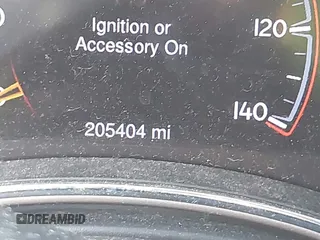 Ignition or
Accessory On
120
140
205404 mi
DREAMBID